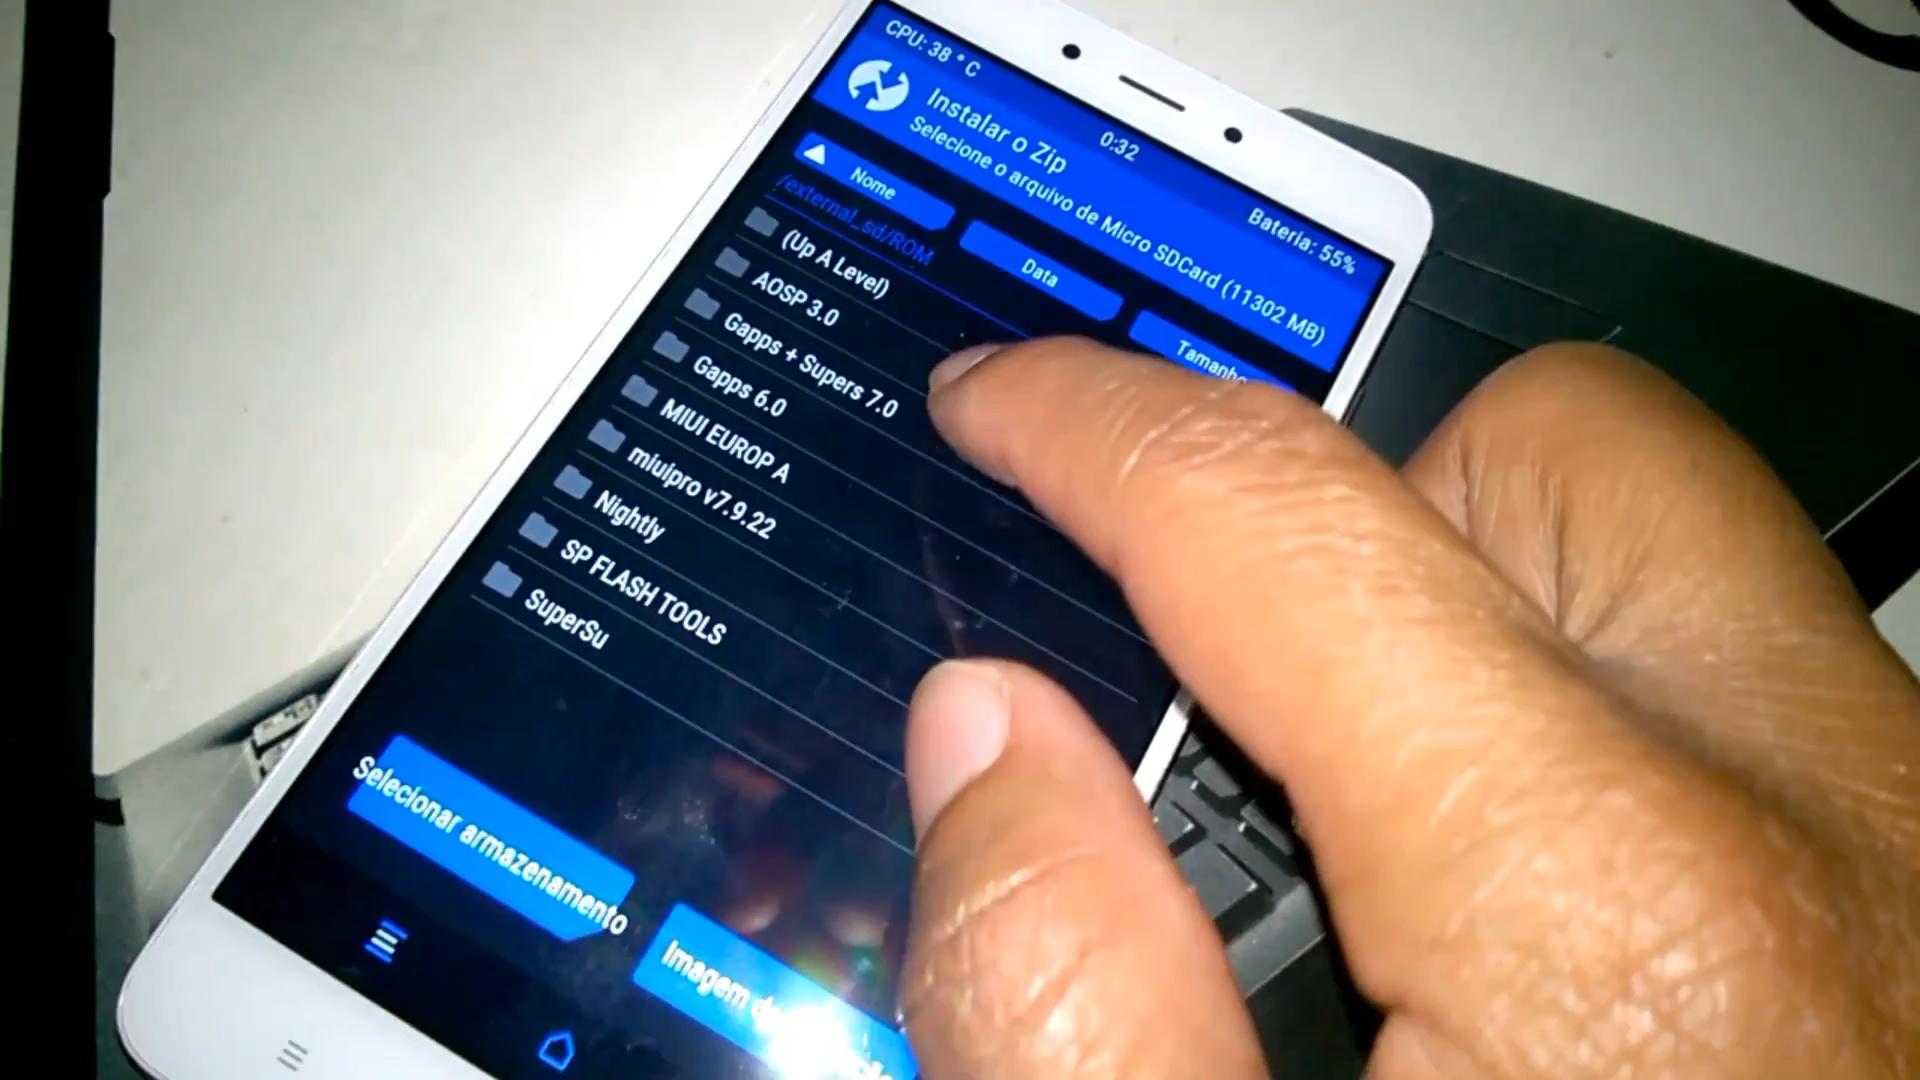 CPU: 38 ° C
0:32
Bateria: 55%
Instalar o Zip
Selecione o arquivo de Micro SDCard (11302 MB)
Nome
Data
Tamanho
/external_sd/ROM
(Up A Level)
AOSP 3.0
Gapps + Supers 7.0
Gapps 6.0
MIUI EUROP A
miuipro v7.9.22
Nightly
SP FLASH TOOLS
SuperSu
Selecionar armazenamento
Imagem